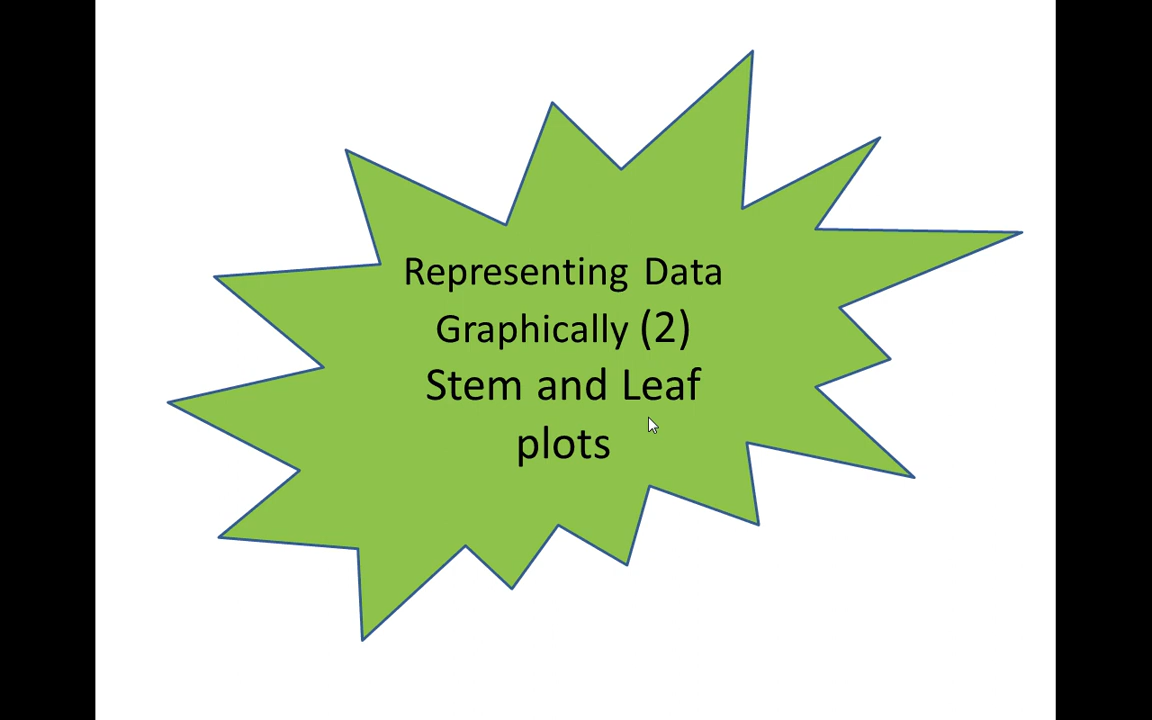 Representing Data
Graphically (2)
Stem and Leaf
plots